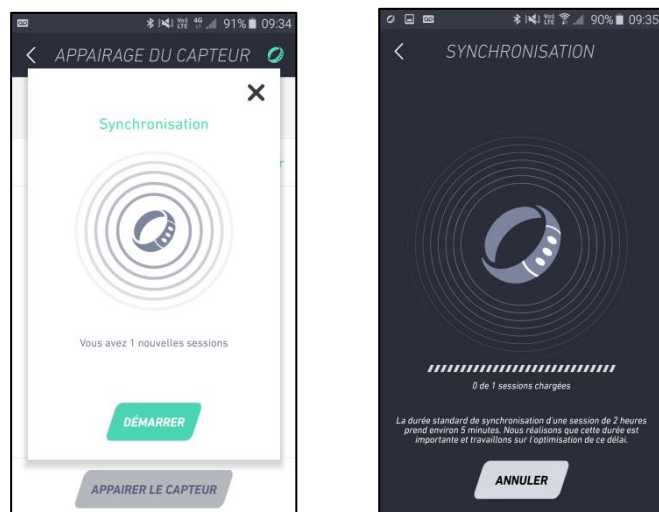 91% 09:34
APPAIRAGE DU CAPTEUR
Synchronisation
Vous avez 1 nouvelles sessions
DÉMARRER
APPAIRER LE CAPTEUR
90% 09:35
SYNCHRONISATION
0 de 1 sessions chargées
La durée standard de synchronisation d'une session de 2 heures
prend environ 5 minutes. Nous réalisons que cette durée est
importante et travaillons sur l'optimisation de ce délai.
ANNULER